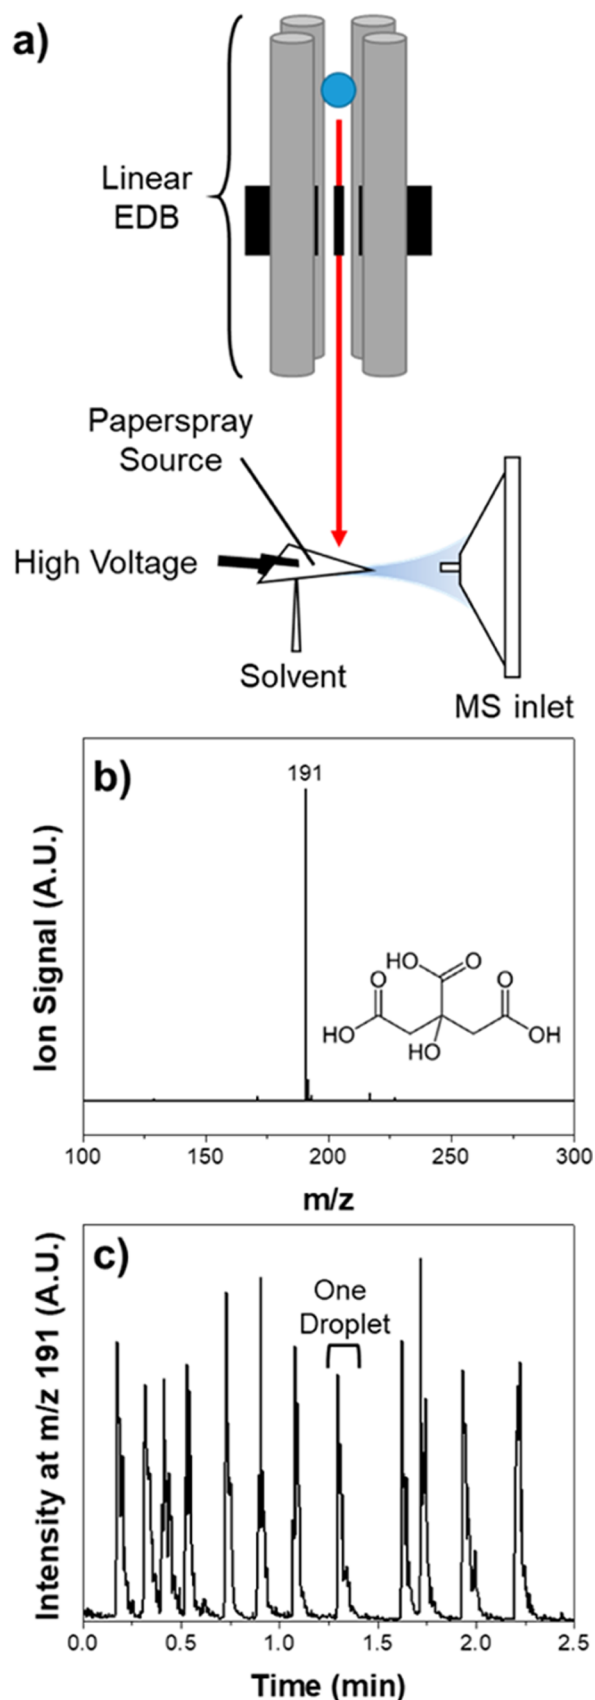 a)
Linear
EDB
Paperspray
Source
High Voltage
Solvent
MS inlet
b)
191
Ion Signal (A.U.)
HO
O
O
O
HO
OH
HO
100
150
200
250
300
m/z
c)
One
Droplet
Intensity at m/z 191 (A.U.)
0.0
0.5
1.0
1.5
2.0
2.5
Time (min)